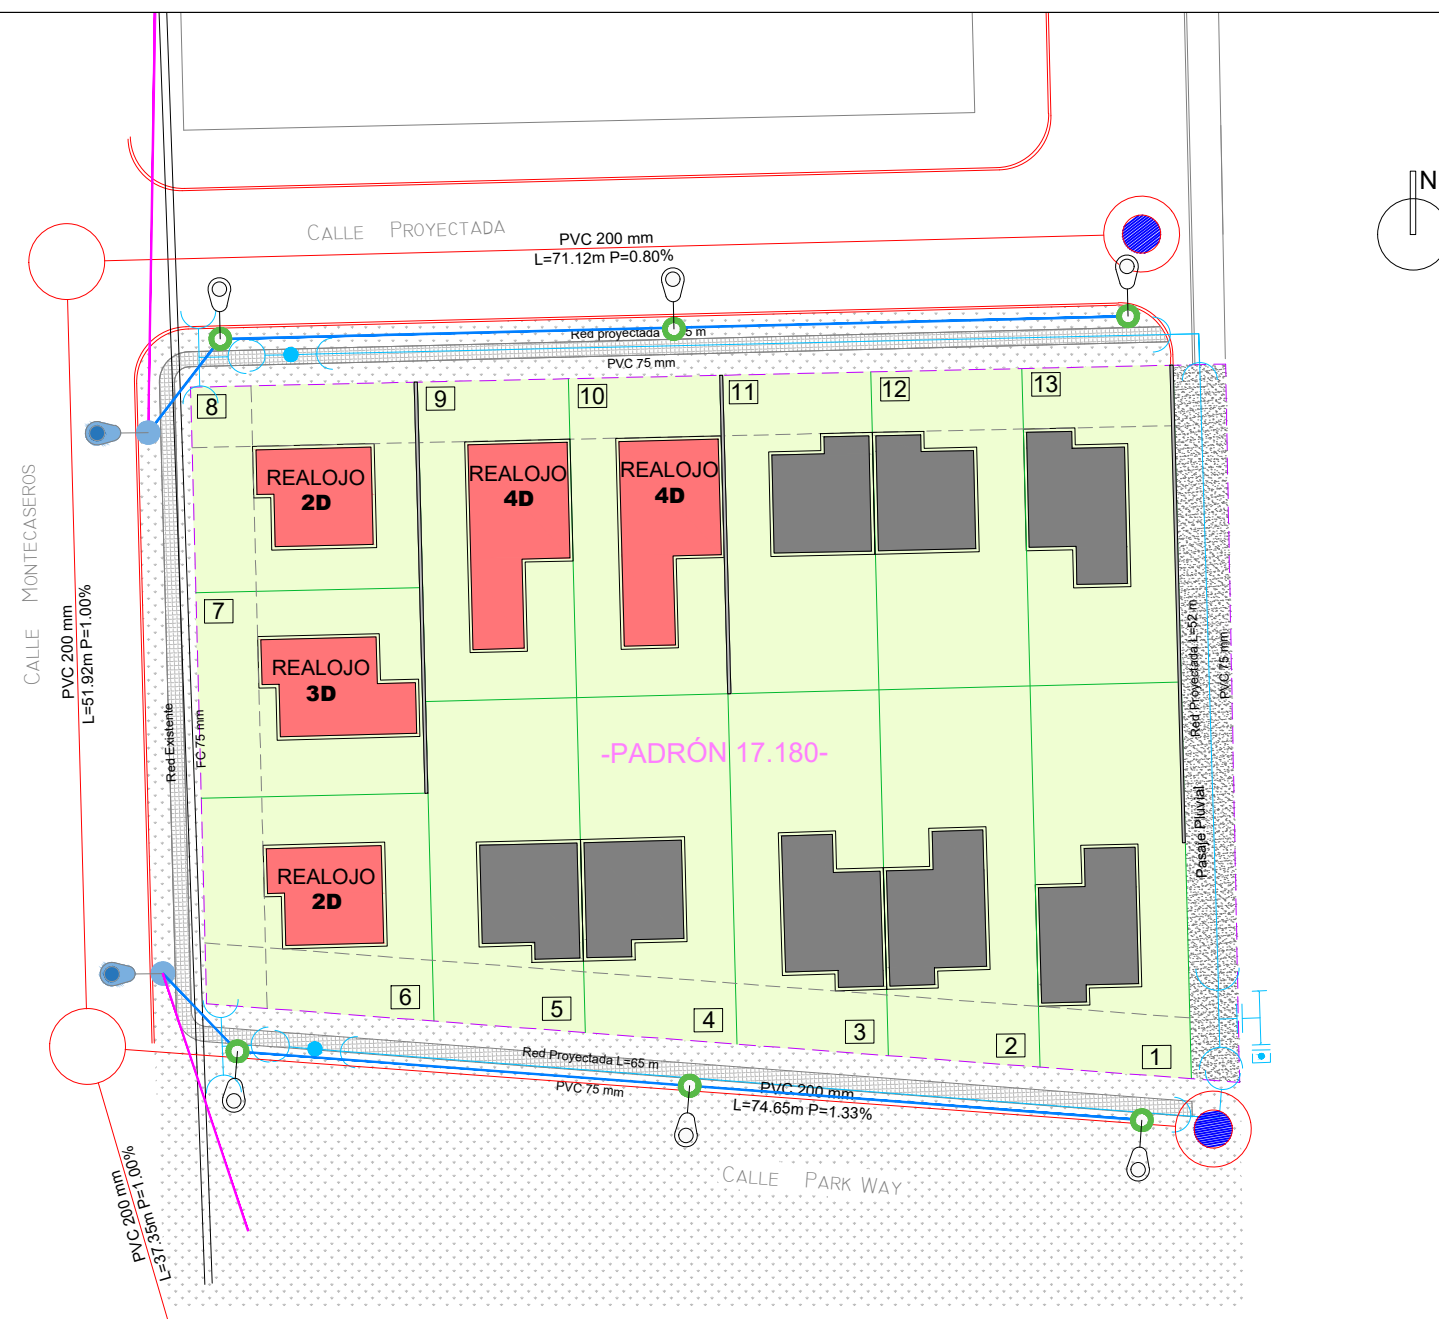 N
CALLE PROYECTADA
PVC 200 mm
L=71.12m P=0.80%
Red proyectada
5 m
PVC 75 mm
8
9
10
11
12
13
REALOJO
2D
REALOJO
4D
REALOJO
4D
CALLE MONTECASEROS
PVC 200 mm
L=51.92m P=1.00%
7
REALOJO
3D
Red Existente
FC 75 mm
-PADRÓN 17.180-
Red Proyectada L=52 m
PVC 75 mm
Pasaje Pluvial
REALOJO
2D
6
5
4
3
2
1
Red Proyectada L=65 m
PVC 75 mm
PVC 200 mm
L=74.65m P=1.33%
CALLE PARK WAY
PVC 200 mm
L=37.35m P=1.00%